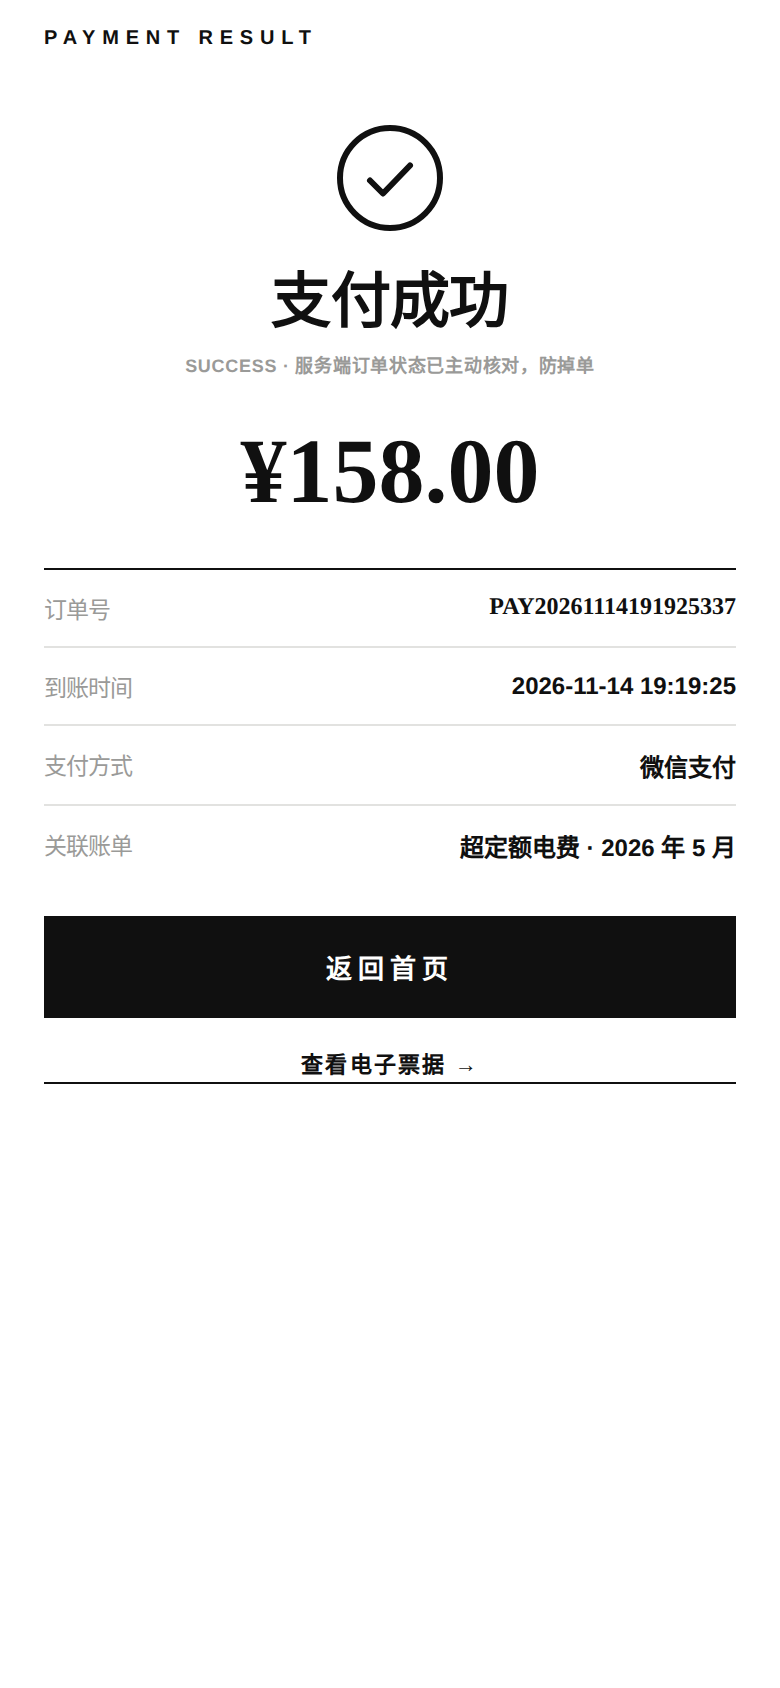 PAYMENT RESULT
支付成功
SUCCESS · 服务端订单状态已主动核对，防掉单
¥158.00
订单号 PAY20261114191925337
到账时间 2026-11-14 19:19:25
支付方式 微信支付
关联账单 超定额电费 · 2026 年 5 月
返回首页
查看电子票据 →